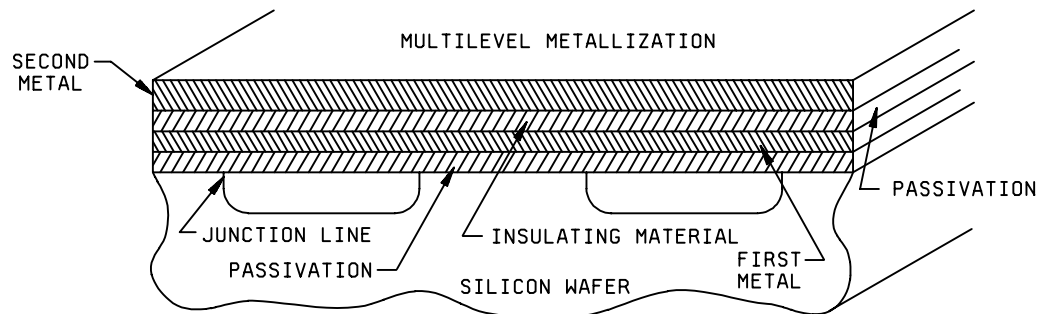 MULTILEVEL METALLIZATION
SECOND
METAL
PASSIVATION
JUNCTION LINE
INSULATING MATERIAL
PASSIVATION
FIRST
METAL
SILICON WAFER